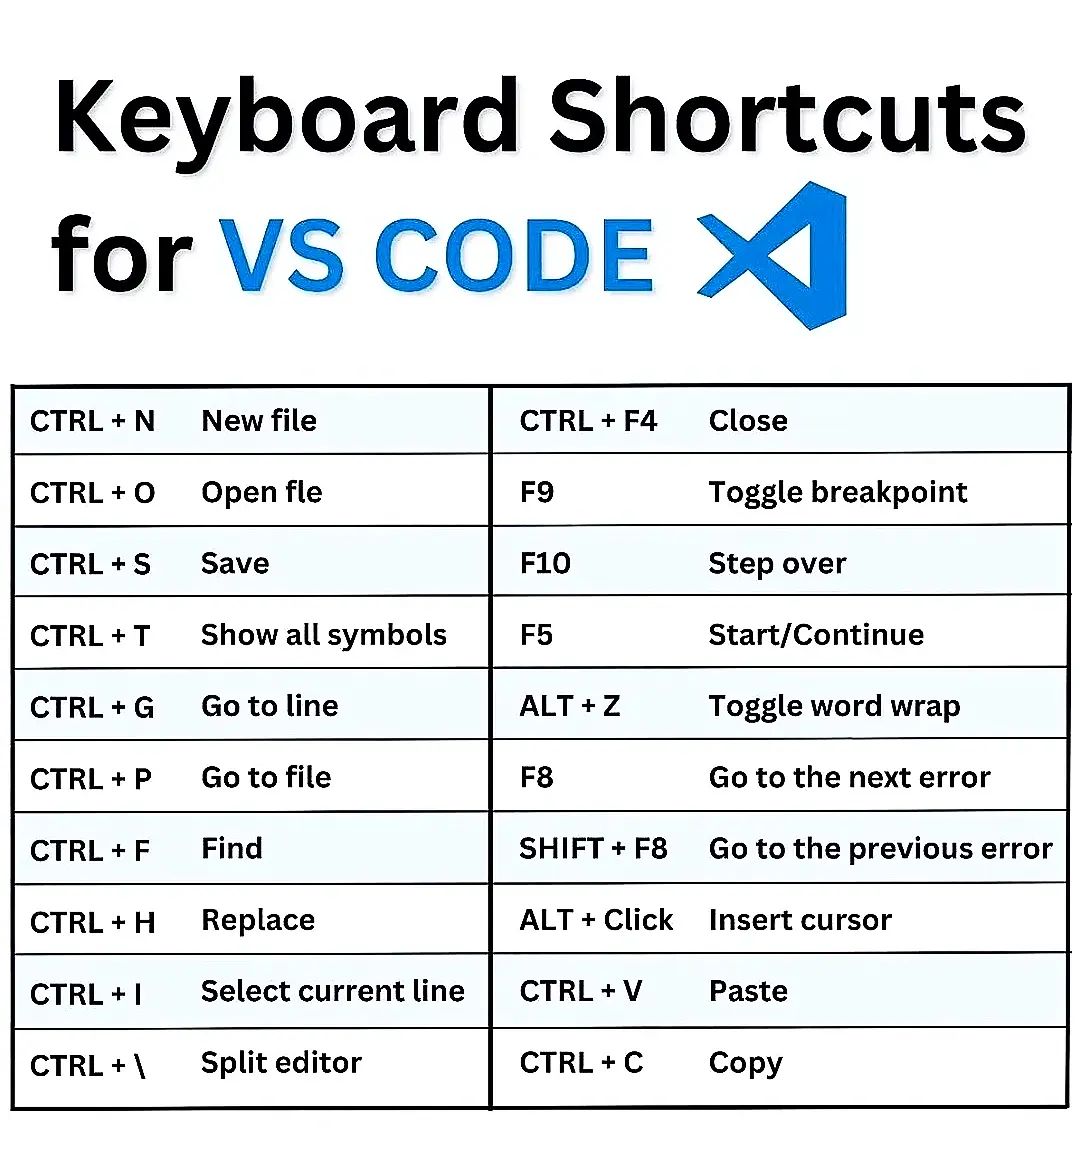 Keyboard Shortcuts
for VS CODE
CTRL + N New file CTRL + F4 Close
CTRL + O Open fle F9 Toggle breakpoint
CTRL + S Save F10 Step over
CTRL + T Show all symbols F5 Start/Continue
CTRL + G Go to line ALT + Z Toggle word wrap
CTRL + P Go to file F8 Go to the next error
CTRL + F Find SHIFT + F8 Go to the previous error
CTRL + H Replace ALT + Click Insert cursor
CTRL + I Select current line CTRL + V Paste
CTRL + \ Split editor CTRL + C Copy